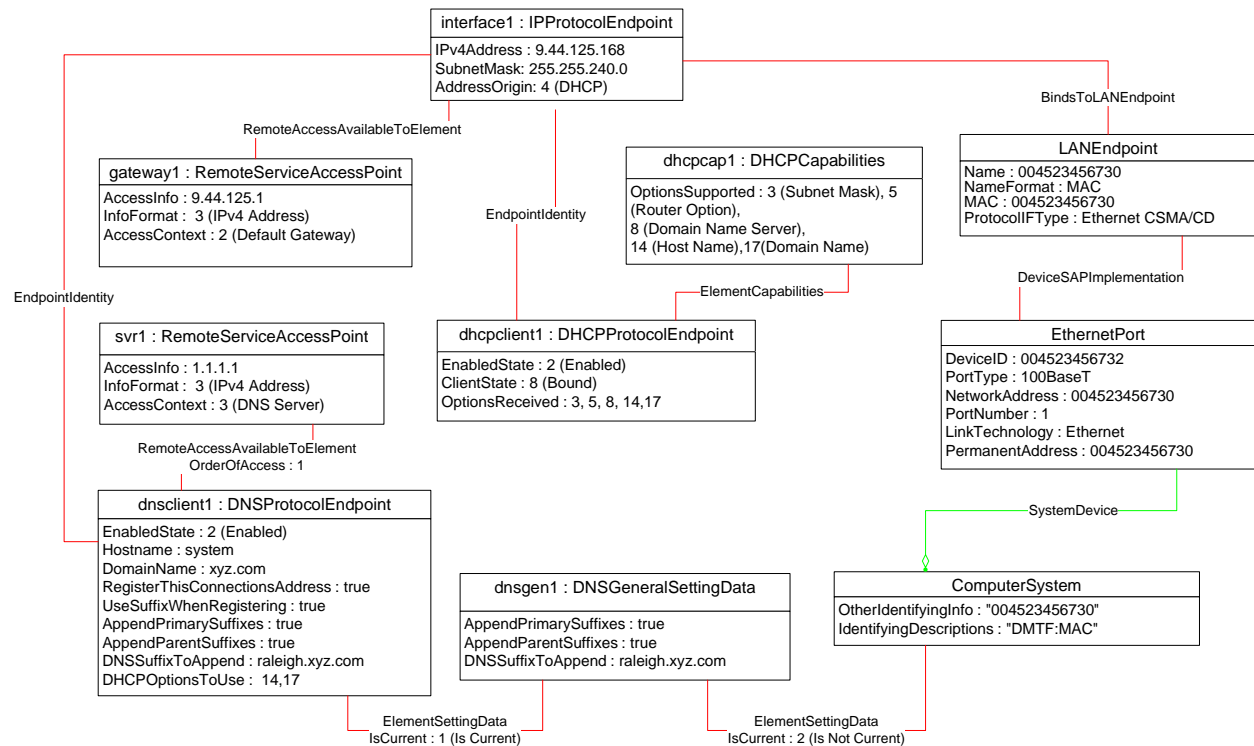 interface1 : IPProtocolEndpoint
IPv4Address : 9.44.125.168
SubnetMask: 255.255.240.0
AddressOrigin: 4 (DHCP)
BindsToLANEndpoint
RemoteAccessAvailableToElement
gateway1 : RemoteServiceAccessPoint
AccessInfo : 9.44.125.1
InfoFormat :  3 (IPv4 Address)
AccessContext : 2 (Default Gateway)
dhcpcap1 : DHCPCapabilities
OptionsSupported : 3 (Subnet Mask), 5
(Router Option),
8 (Domain Name Server),
14 (Host Name),17(Domain Name)
LANEndpoint
Name : 004523456730
NameFormat : MAC
MAC : 004523456730
ProtocolIFType : Ethernet CSMA/CD
EndpointIdentity
DeviceSAPImplementation
EndpointIdentity
ElementCapabilities
svr1 : RemoteServiceAccessPoint
AccessInfo : 1.1.1.1
InfoFormat :  3 (IPv4 Address)
AccessContext : 3 (DNS Server)
dhcpclient1 : DHCPProtocolEndpoint
EnabledState : 2 (Enabled)
ClientState : 8 (Bound)
OptionsReceived : 3, 5, 8, 14,17
EthernetPort
DeviceID : 004523456732
PortType : 100BaseT
NetworkAddress : 004523456730
PortNumber : 1
LinkTechnology : Ethernet
PermanentAddress : 004523456730
RemoteAccessAvailableToElement
OrderOfAccess : 1
dnsclient1 : DNSProtocolEndpoint
EnabledState : 2 (Enabled)
Hostname : system
DomainName : xyz.com
RegisterThisConnectionsAddress : true
UseSuffixWhenRegistering : true
AppendPrimarySuffixes : true
AppendParentSuffixes : true
DNSSuffixToAppend : raleigh.xyz.com
DHCPOptionsToUse :  14,17
SystemDevice
dnsgen1 : DNSGeneralSettingData
AppendPrimarySuffixes : true
AppendParentSuffixes : true
DNSSuffixToAppend : raleigh.xyz.com
ComputerSystem
OtherIdentifyingInfo : "004523456730"
IdentifyingDescriptions : "DMTF:MAC"
ElementSettingData
IsCurrent : 1 (Is Current)
ElementSettingData
IsCurrent : 2 (Is Not Current)